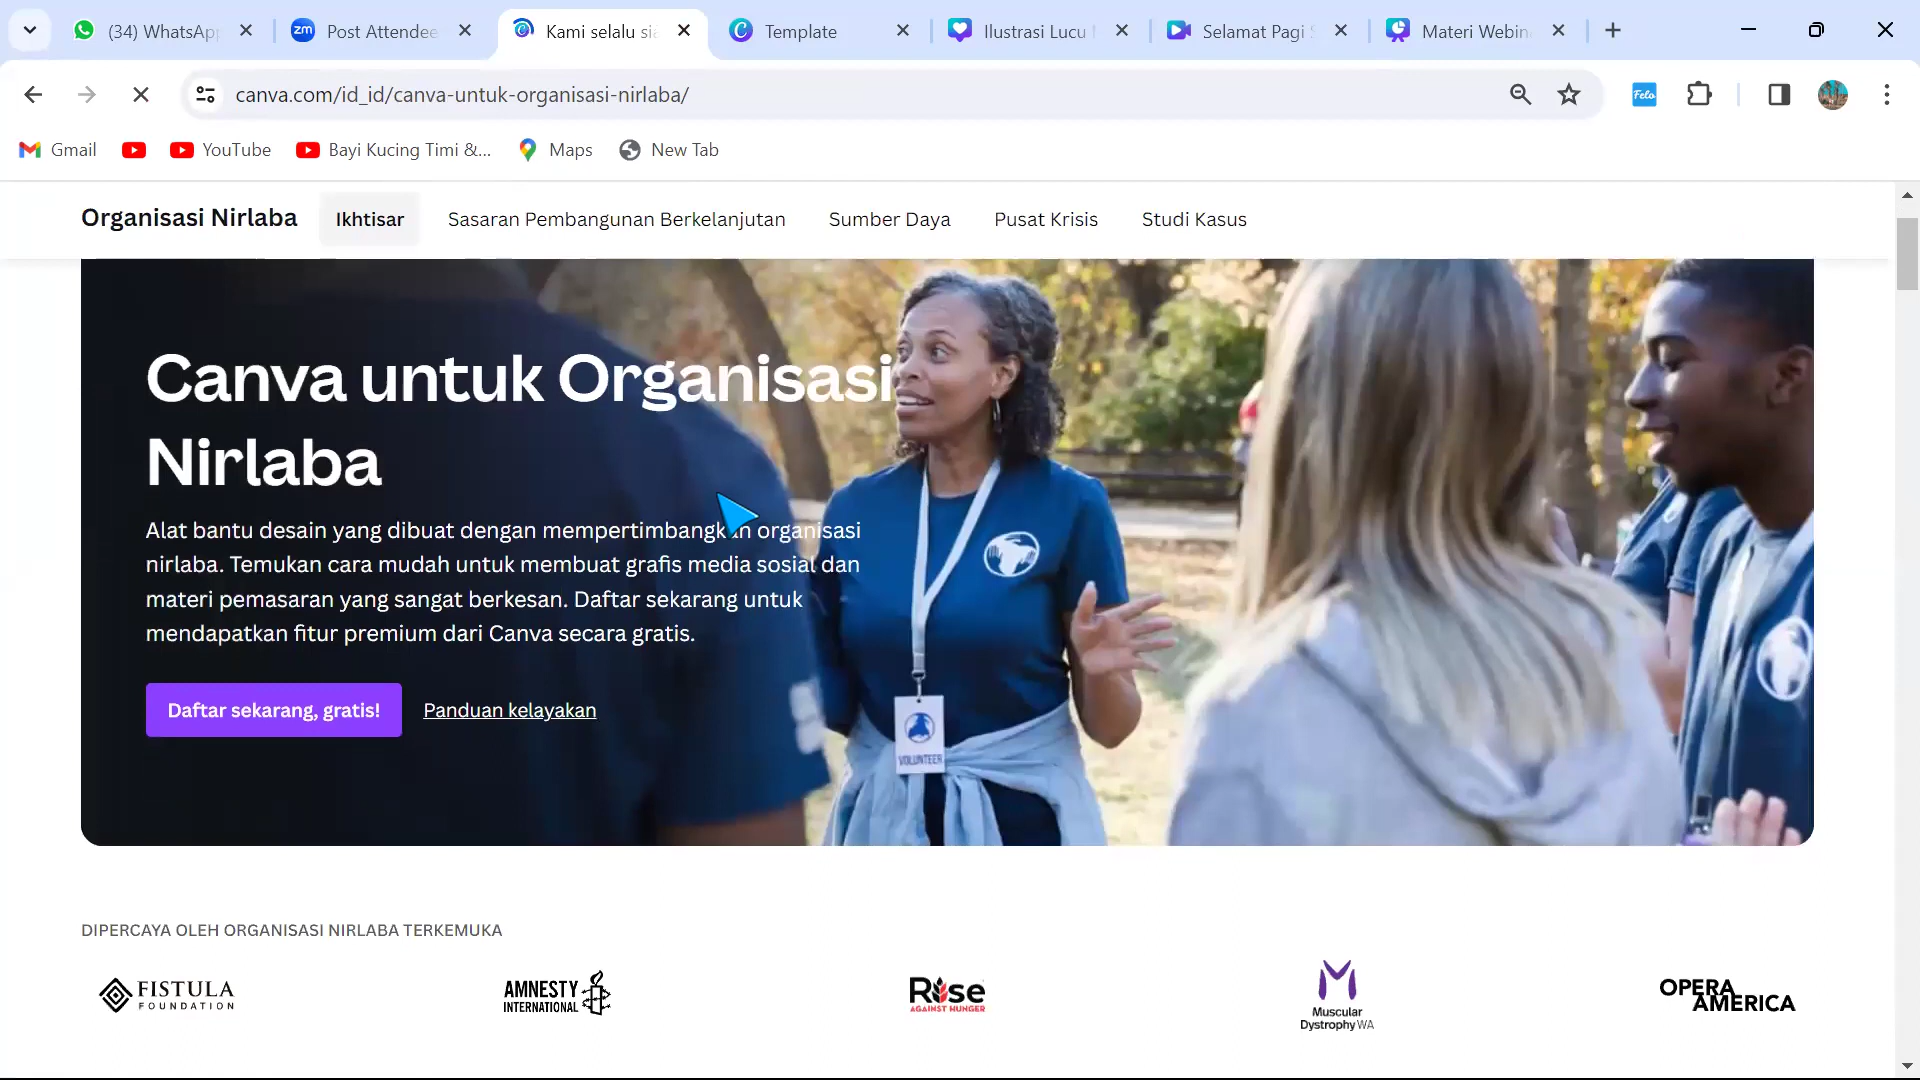 (34) WhatsApp
zm
Post Attendee
Kami selalu sia
Template
Ilustrasi Lucu
Selamat Pagi S
Materi Webin
canva.com/id_id/canva-untuk-organisasi-nirlaba/
Felo
Gmail
YouTube
Bayi Kucing Timi &...
Maps
New Tab
Organisasi Nirlaba
Ikhtisar
Sasaran Pembangunan Berkelanjutan
Sumber Daya
Pusat Krisis
Studi Kasus
Canva untuk Organisasi
Nirlaba
Alat bantu desain yang dibuat dengan mempertimbangkan organisasi
nirlaba. Temukan cara mudah untuk membuat grafis media sosial dan
materi pemasaran yang sangat berkesan. Daftar sekarang untuk
mendapatkan fitur premium dari Canva secara gratis.
Daftar sekarang, gratis!
Panduan kelayakan
VOLUNTEER
DIPERCAYA OLEH ORGANISASI NIRLABA TERKEMUKA
FISTULA
FOUNDATION
AMNESTY
INTERNATIONAL
Rise
AGAINST HUNGER
Muscular
Dystrophy WA
OPERA
AMERICA